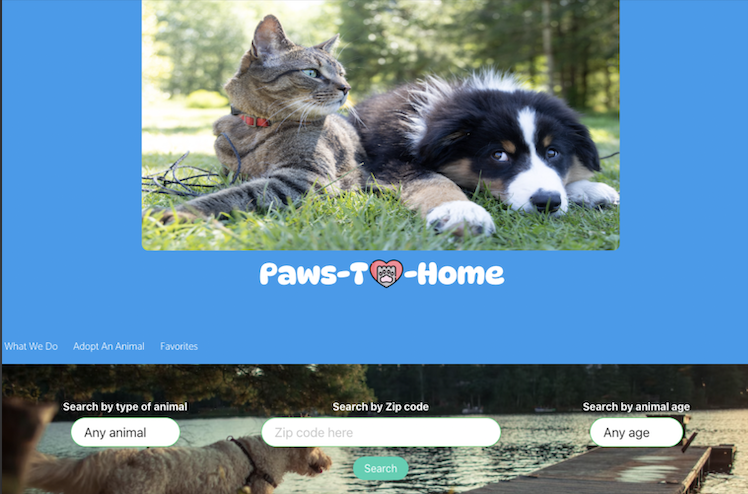 Paws-T -Home
What We Do Adopt An Animal Favorites
Search by type of animal Search by Zip code Search by animal age
Any animal Zip code here Any age
Search